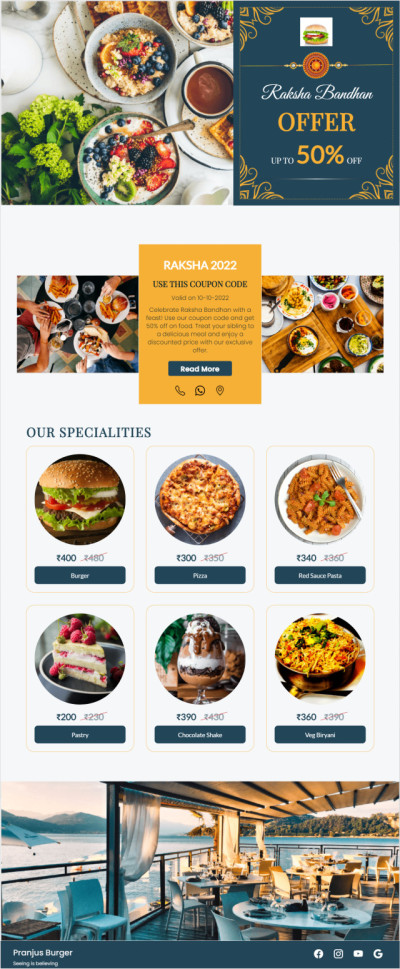 Raksha Bandhan
OFFER
UP TO 50% OFF
RAKSHA 2022
USE THIS COUPON CODE
Valid on 10-10-2022
Celebrate Raksha Bandhan with a
feast! Use our coupon code and get
50% off on food. Treat your sibling to
a delicious meal and enjoy a
discounted price with our exclusive
offer.
Read More
OUR SPECIALITIES
₹400 ₹480
₹300 ₹350
₹340 ₹360
Burger
Pizza
Red Sauce Pasta
₹200 ₹230
₹390 ₹430
₹360 ₹390
Pastry
Chocolate Shake
Veg Biryani
Pranjus Burger
Seeing is believing